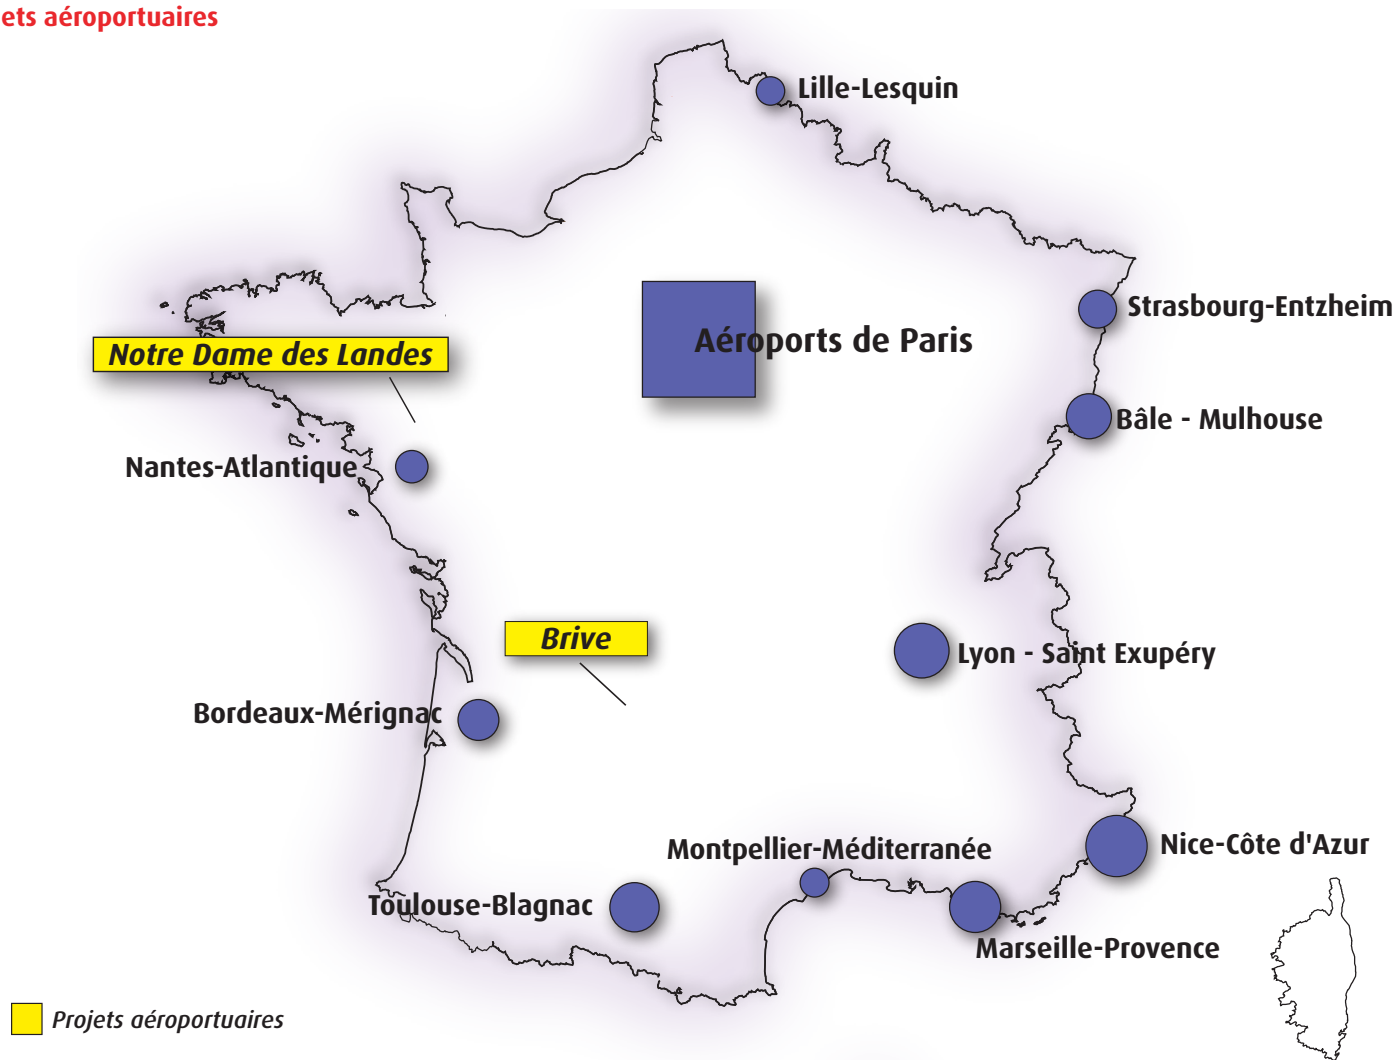 ets aéroportuaires
Lille-Lesquin
Strasbourg-Entzheim
Aéroports de Paris
Notre Dame des Landes
Bâle - Mulhouse
Nantes-Atlantique
Brive
Lyon - Saint Exupéry
Bordeaux-Mérignac
Montpellier-Méditerranée
Nice-Côte d'Azur
Toulouse-Blagnac
Marseille-Provence
Projets aéroportuaires